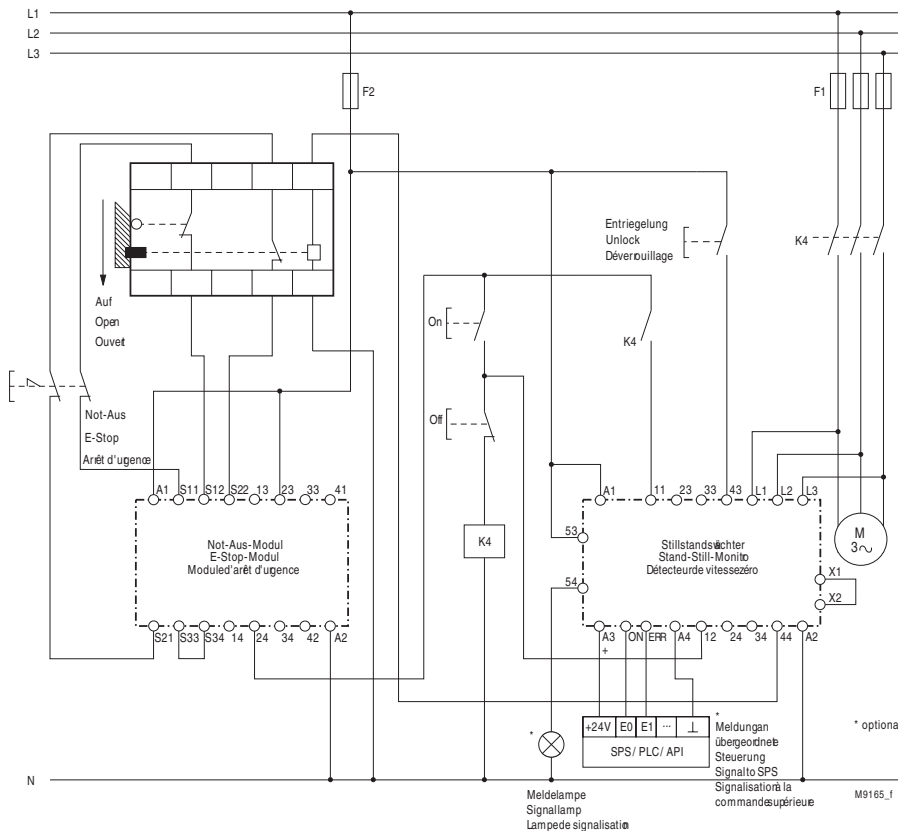 L1
L2
L3
F2
F1
Entriegelung
Unlock
Déverrouillage
K4
Auf
Open
Ouvert
On
K4
Off
Not-Aus
E-Stop
Arrêt d'urgence
A1 S11 S12 S22 13 23 33 41
A1 11 23 33 43 L1 L2 L3
53
54
Not-Aus-Modul
E-Stop-Modul
Module d'arrêt d'urgence
K4
Stillstandswächter
Stand-Still-Monitor
Détecteur de vitesse zéro
M
3~
X1
X2
S21 S33 S34 14 24 34 42 A2
A3 ON ERR A4 12 24 34 44 A2
+
+24V E0 E1 ... ⊥
SPS / PLC / API
*
Meldung an
übergeordnete
Steuerung
Signal to SPS
Signalisation à la
commande supérieure
* optiona
*
N
Meldelampe
Signallamp
Lampe de signalisation
M9165_f